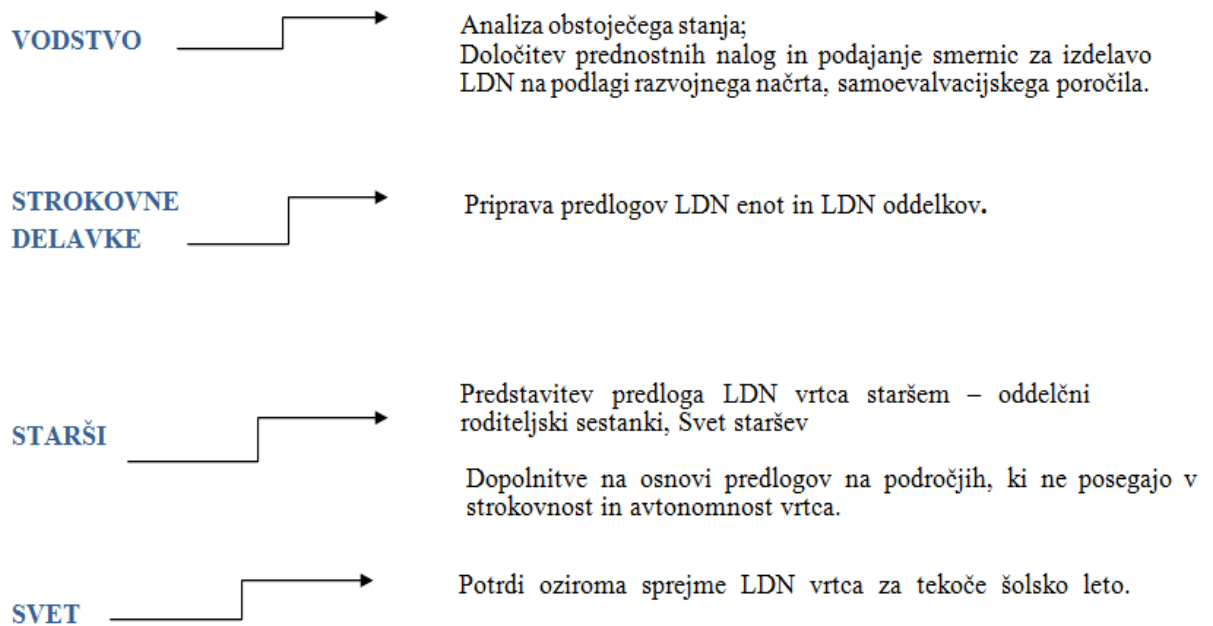 VODSTVO
Analiza obstoječega stanja;
Določitev prednostnih nalog in podajanje smernic za izdelavo
LDN na podlagi razvojnega načrta, samoevalvacijskega poročila.
STROKOVNE
DELAVKE
Priprava predlogov LDN enot in LDN oddelkov.
STARŠI
Predstavitev predloga LDN vrtca staršem – oddelčni
roditeljski sestanki, Svet staršev
Dopolnitve na osnovi predlogov na področjih, ki ne posegajo v
strokovnost in avtonomnost vrtca.
SVET
Potrdi oziroma sprejme LDN vrtca za tekoče šolsko leto.